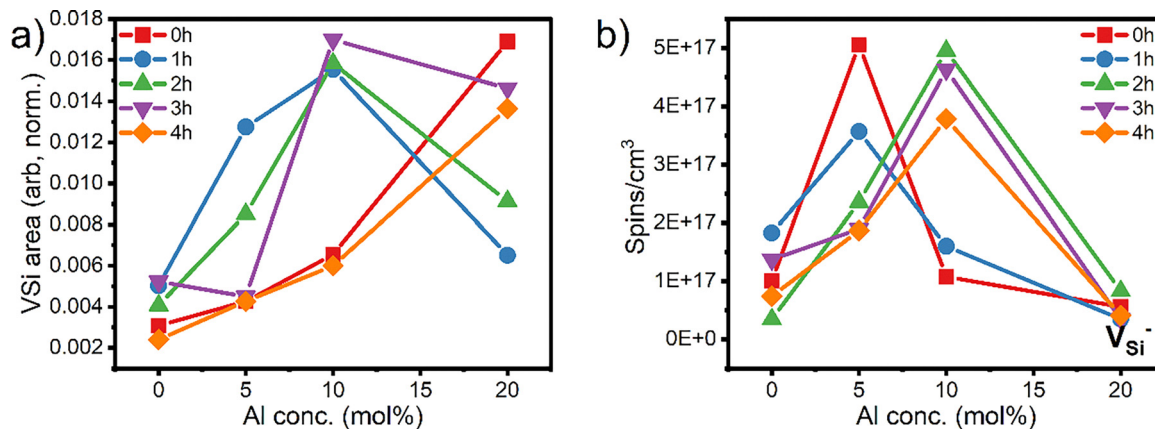 a)
0h
1h
2h
3h
4h
VSi area (arb, norm.)
0.018
0.016
0.014
0.012
0.010
0.008
0.006
0.004
0.002
0
5
10
15
20
Al conc. (mol%)
b)
0h
1h
2h
3h
4h
Spins/cm³
5E+17
4E+17
3E+17
2E+17
1E+17
0E+0
V_Si⁻
0
5
10
15
20
Al conc. (mol%)